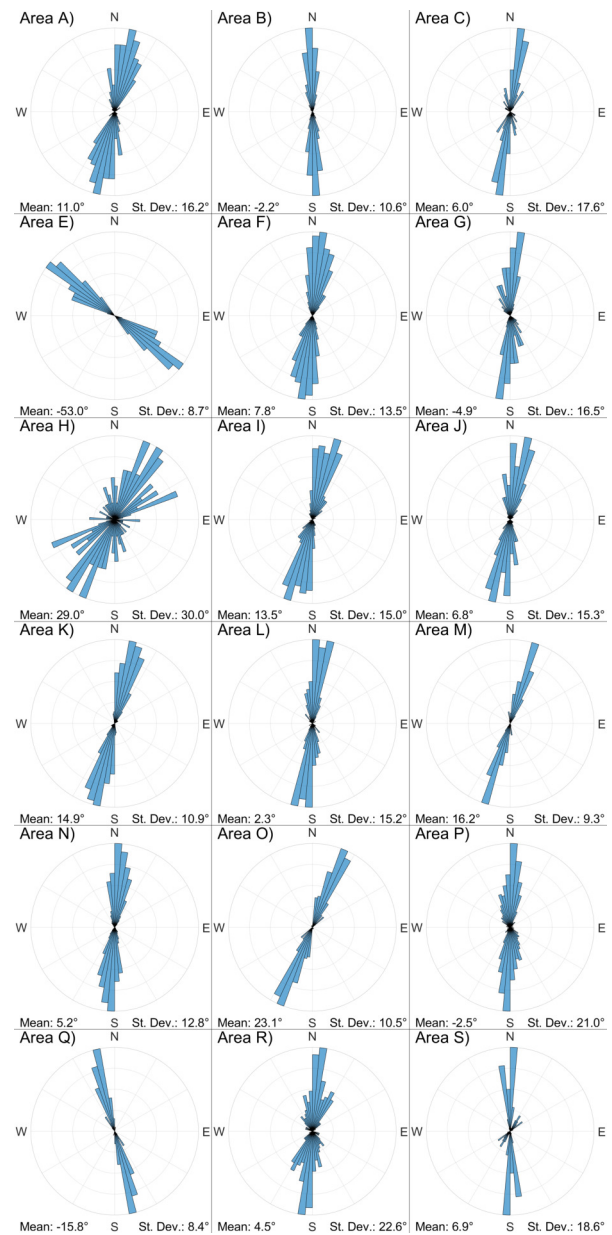 Area A) N Area B) N Area C) N
W E
Mean: 11.0° S St. Dev.: 16.2° Mean: -2.2° S St. Dev.: 10.6° Mean: 6.0° S St. Dev.: 17.6°
Area E) N Area F) N Area G) N
W E W E W E
Mean: -53.0° S St. Dev.: 8.7° Mean: 7.8° S St. Dev.: 13.5° Mean: -4.9° S St. Dev.: 16.5°
Area H) N Area I) N Area J) N
W E W E W E
Mean: 29.0° S St. Dev.: 30.0° Mean: 13.5° S St. Dev.: 15.0° Mean: 6.8° S St. Dev.: 15.3°
Area K) N Area L) N Area M) N
W E W E W E
Mean: 14.9° S St. Dev.: 10.9° Mean: 2.3° S St. Dev.: 15.2° Mean: 16.2° S St. Dev.: 9.3°
Area N) N Area O) N Area P) N
W E W E W E
Mean: 5.2° S St. Dev.: 12.8° Mean: 23.1° S St. Dev.: 10.5° Mean: -2.5° S St. Dev.: 21.0°
Area Q) N Area R) N Area S) N
W E W E W E
Mean: -15.8° S St. Dev.: 8.4° Mean: 4.5° S St. Dev.: 22.6° Mean: 6.9° S St. Dev.: 18.6°